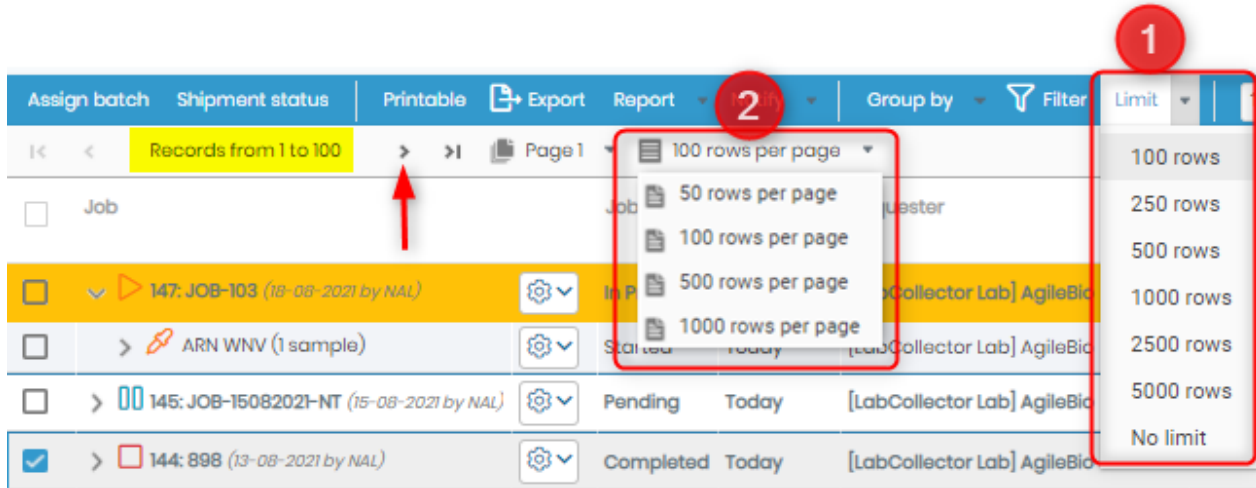 1
Assign batch Shipment status Printable Export Report Group by Filter Limit
2
Records from 1 to 100 Page 1 100 rows per page
100 rows
50 rows per page
Job
250 rows
100 rows per page
500 rows
500 rows per page
147: JOB-103 (18-08-2021 by NAL) [LabCollector Lab] AgileBio
1000 rows
1000 rows per page
ARN WNV (1 sample) Started Today [LabCollector Lab] AgileBio
2500 rows
145: JOB-15082021-NT (15-08-2021 by NAL) Pending Today [LabCollector Lab] AgileBio
5000 rows
No limit
144: 898 (13-08-2021 by NAL) Completed Today [LabCollector Lab] AgileBio